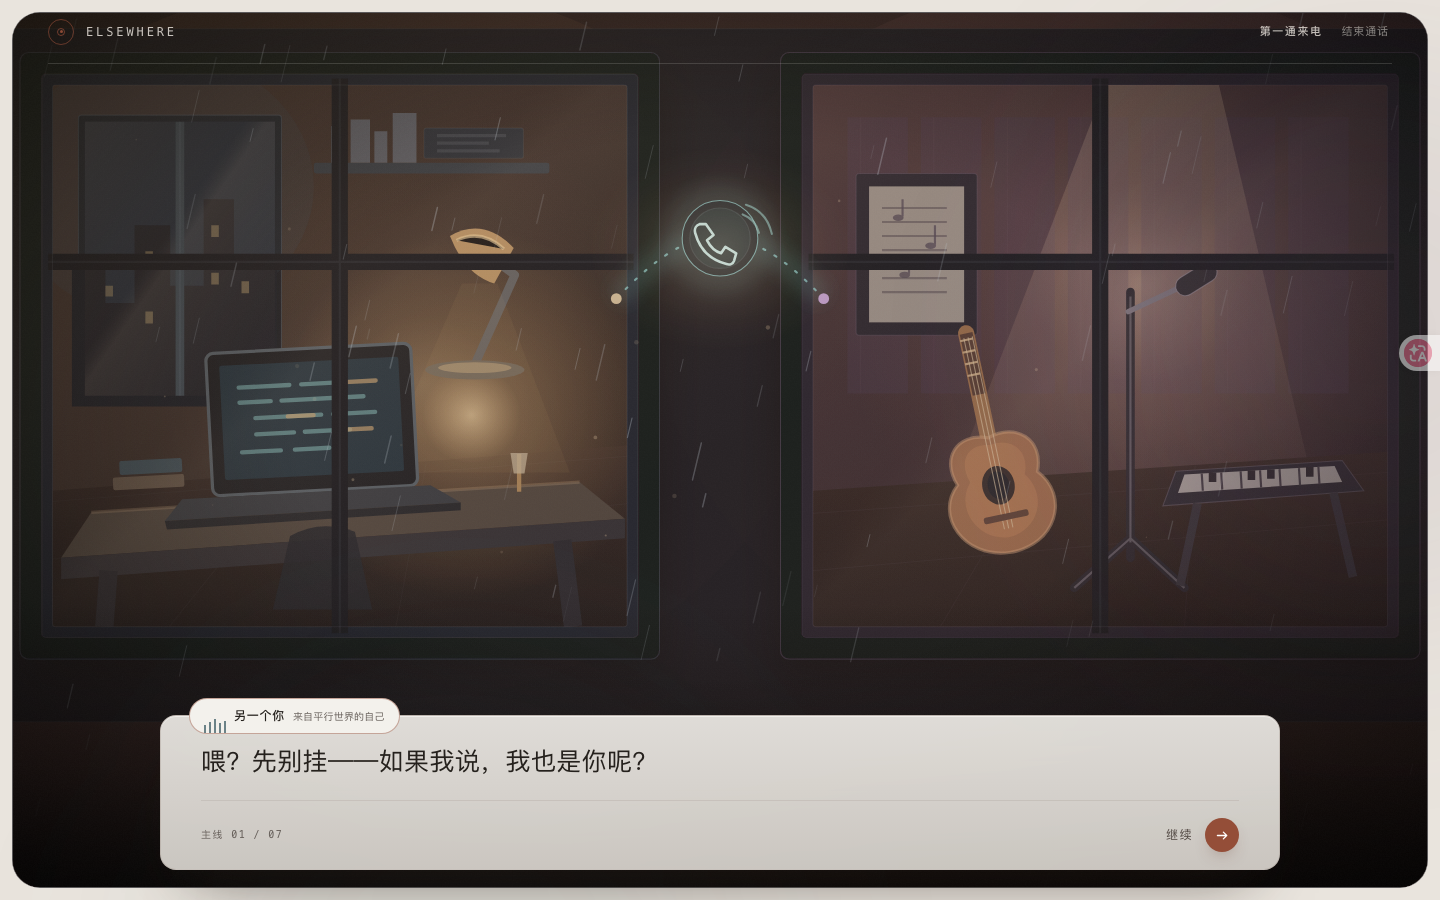 ELSEWHERE
第一通来电 结束通话
另一个你 来自平行世界的自己
喂？先别挂——如果我说，我也是你呢？
主线 01 / 07
继续